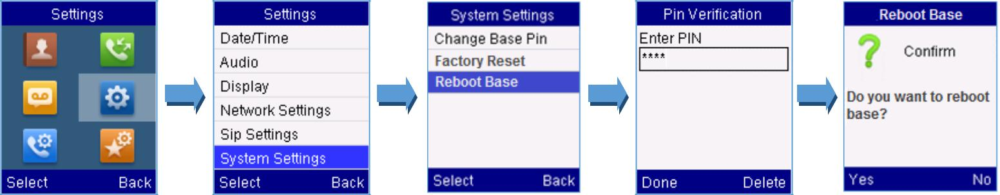 Settings
Select Back
Settings
Date/Time
Audio
Display
Network Settings
Sip Settings
System Settings
Select Back
System Settings
Change Base Pin
Factory Reset
Reboot Base
Select Back
Pin Verification
Enter PIN
****
Done Delete
Reboot Base
Confirm
Do you want to reboot
base?
Yes No